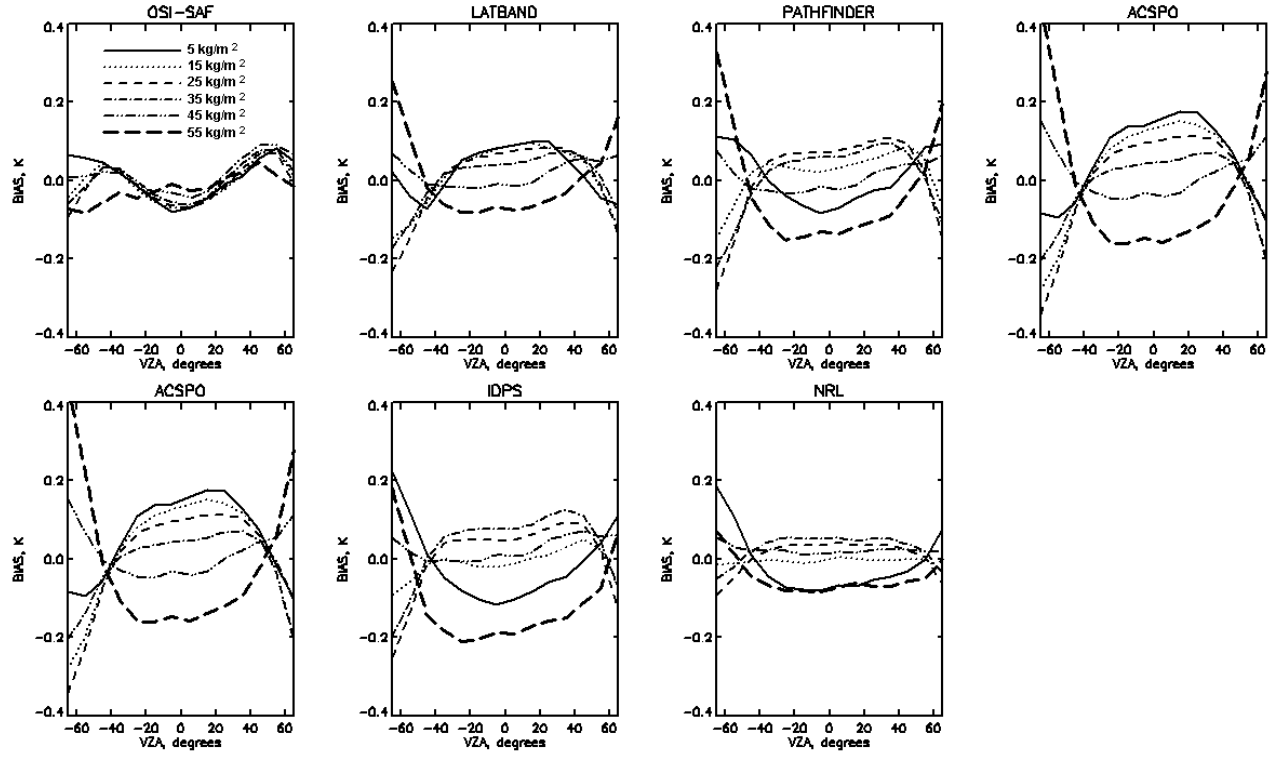 OSI-SAF LATBAND PATHFINDER ACSPO
0.4 0.4 0.4 0.4
5 kg/m 2
15 kg/m 2
25 kg/m 2
35 kg/m 2
45 kg/m 2
55 kg/m 2
0.2 0.2 0.2 0.2
BIAS, K BIAS, K BIAS, K BIAS, K
0.0 0.0 0.0 0.0
-0.2 -0.2 -0.2 -0.2
-0.4 -0.4 -0.4 -0.4
-60 -40 -20 0 20 40 60 -60 -40 -20 0 20 40 60 -60 -40 -20 0 20 40 60 -60 -40 -20 0 20 40 60
VZA, degrees VZA, degrees VZA, degrees VZA, degrees
ACSPO IDPS NRL
0.4 0.4 0.4
0.2 0.2 0.2
BIAS, K BIAS, K BIAS, K
0.0 0.0 0.0
-0.2 -0.2 -0.2
-0.4 -0.4 -0.4
-60 -40 -20 0 20 40 60 -60 -40 -20 0 20 40 60 -60 -40 -20 0 20 40 60
VZA, degrees VZA, degrees VZA, degrees